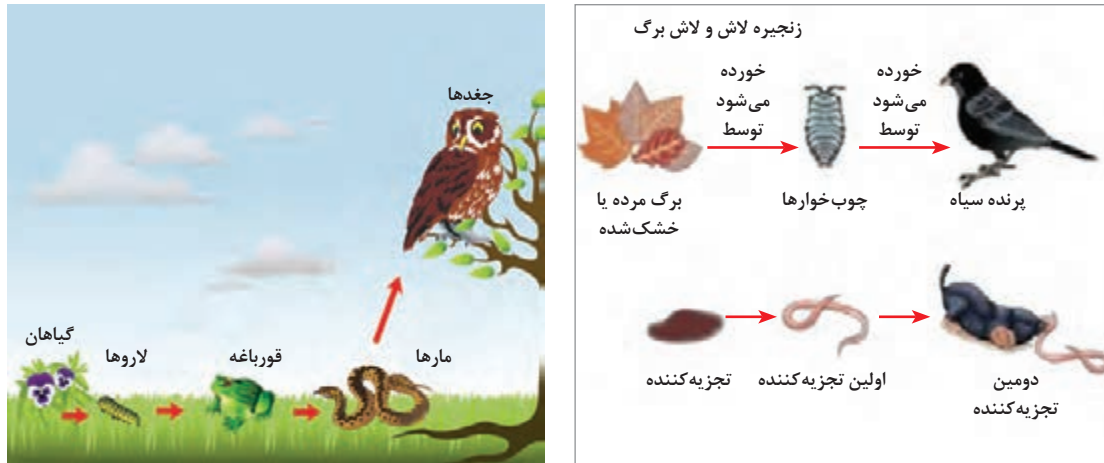 زنجیره لاش و لاش برگ
خورده
می‌شود
توسط
خورده
می‌شود
توسط
پرنده سیاه
چوب‌خوارها
برگ مرده یا
خشک‌شده
تجزیه‌کننده
اولین تجزیه‌کننده
دومین
تجزیه‌کننده
جغدها
گیاهان
لاروها
قورباغه
مارها